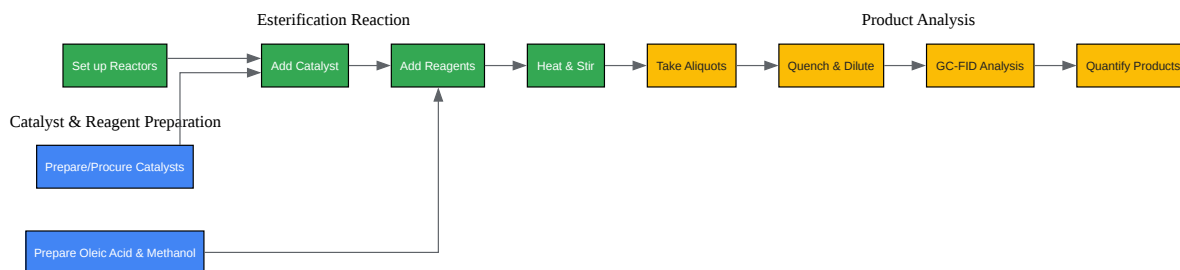 Esterification Reaction
Product Analysis
Set up Reactors
Add Catalyst
Add Reagents
Heat & Stir
Take Aliquots
Quench & Dilute
GC-FID Analysis
Quantify Products
Catalyst & Reagent Preparation
Prepare/Procure Catalysts
Prepare Oleic Acid & Methanol